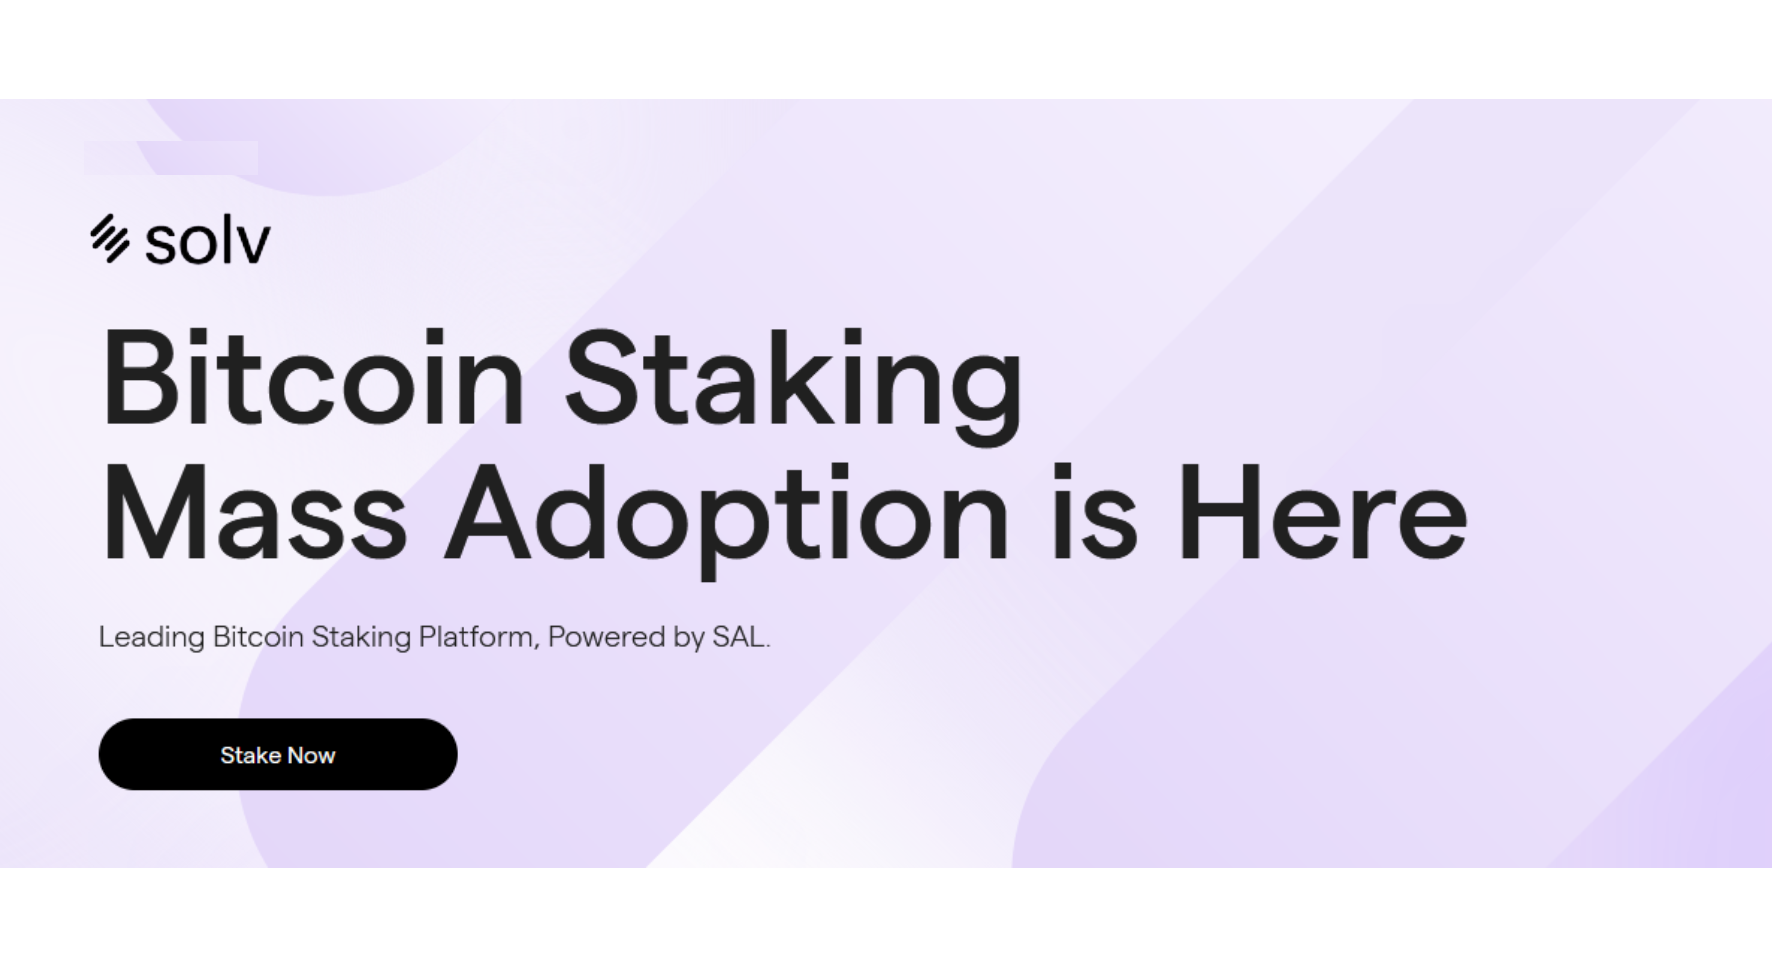 solv
Bitcoin Staking
Mass Adoption is Here
Leading Bitcoin Staking Platform, Powered by SAL.
Stake Now